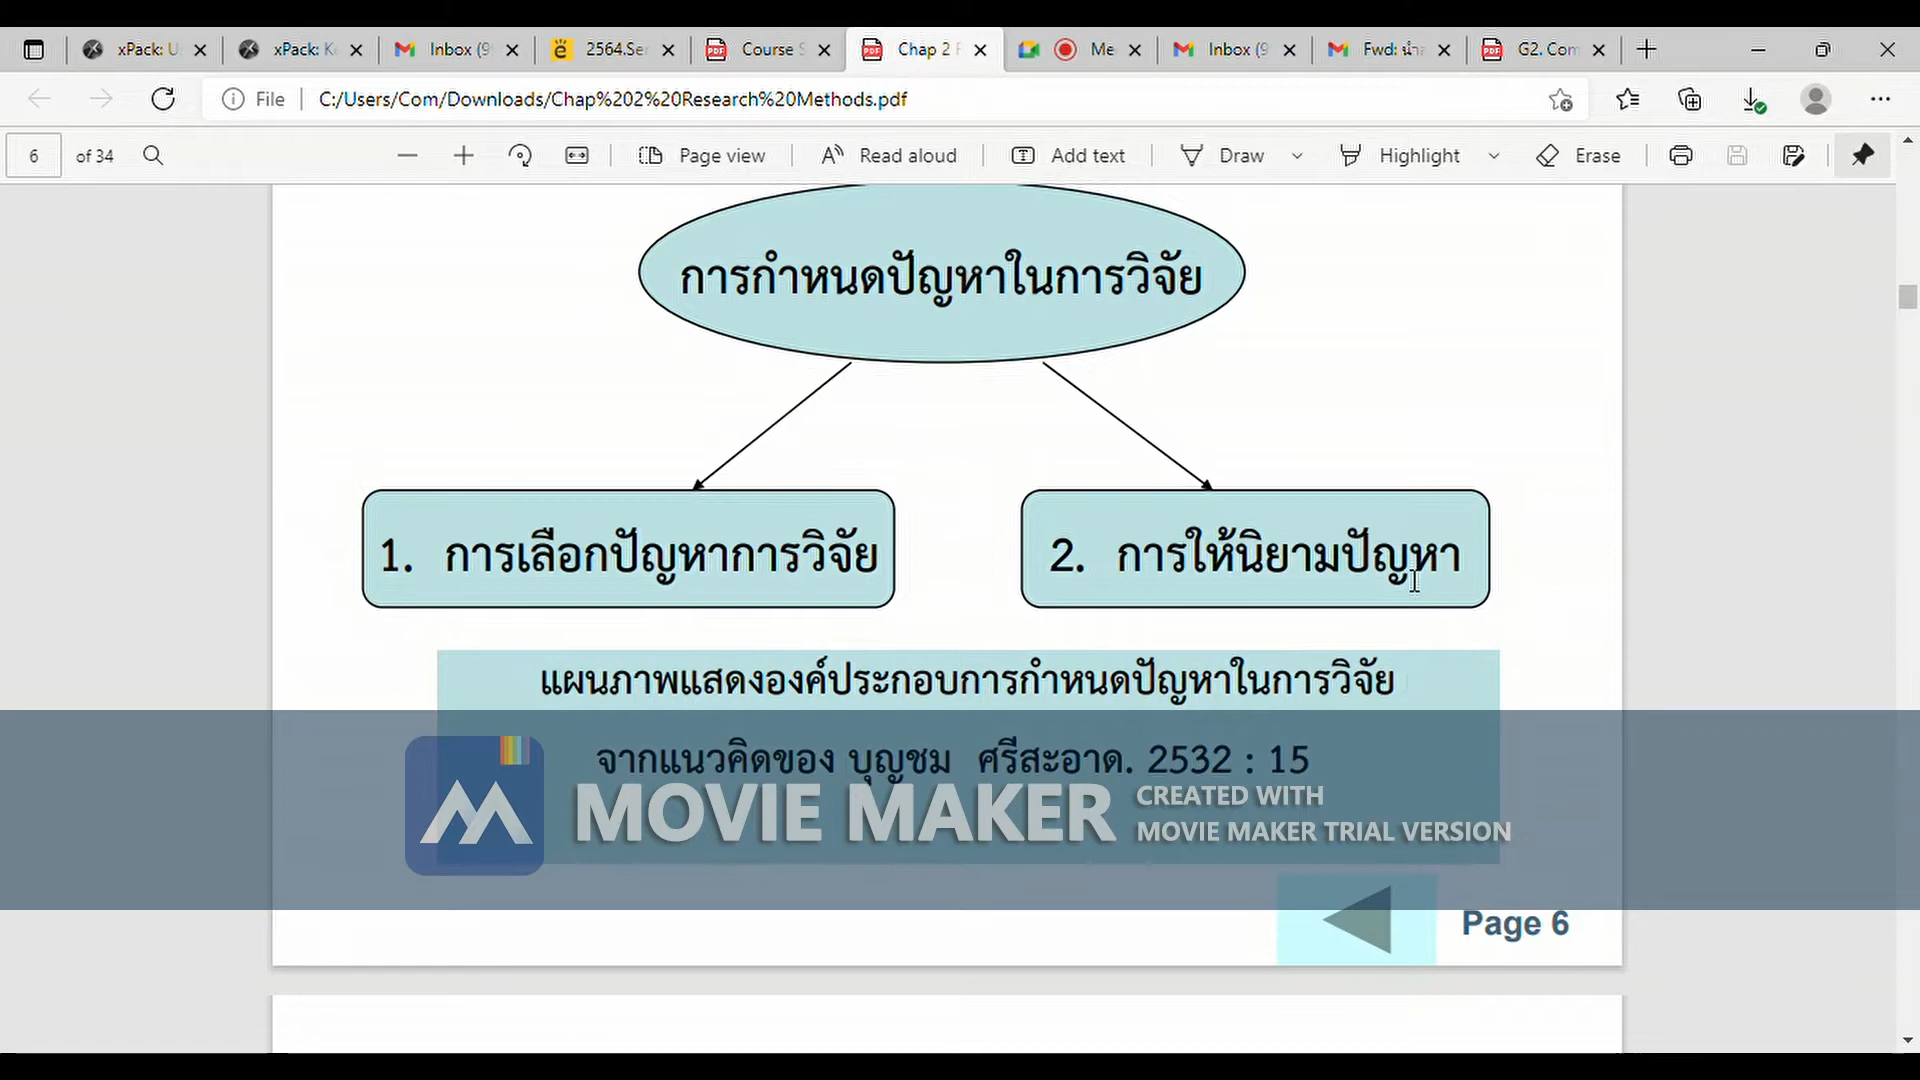 xPack: U
xPack: K
Inbox (9
2564.Se
Course S
Chap 2
Me
Inbox (9
Fwd: นำ
G2. Com
File
C:/Users/Com/Downloads/Chap%202%20Research%20Methods.pdf
6 of 34
Page view
Read aloud
Add text
Draw
Highlight
Erase
การกำหนดปัญหาในการวิจัย
1. การเลือกปัญหาการวิจัย
2. การให้นิยามปัญหา
แผนภาพแสดงองค์ประกอบการกำหนดปัญหาในการวิจัย
จากแนวคิดของ บุญชม ศรีสะอาด. 2532 : 15
MOVIE MAKER
CREATED WITH
MOVIE MAKER TRIAL VERSION
Page 6